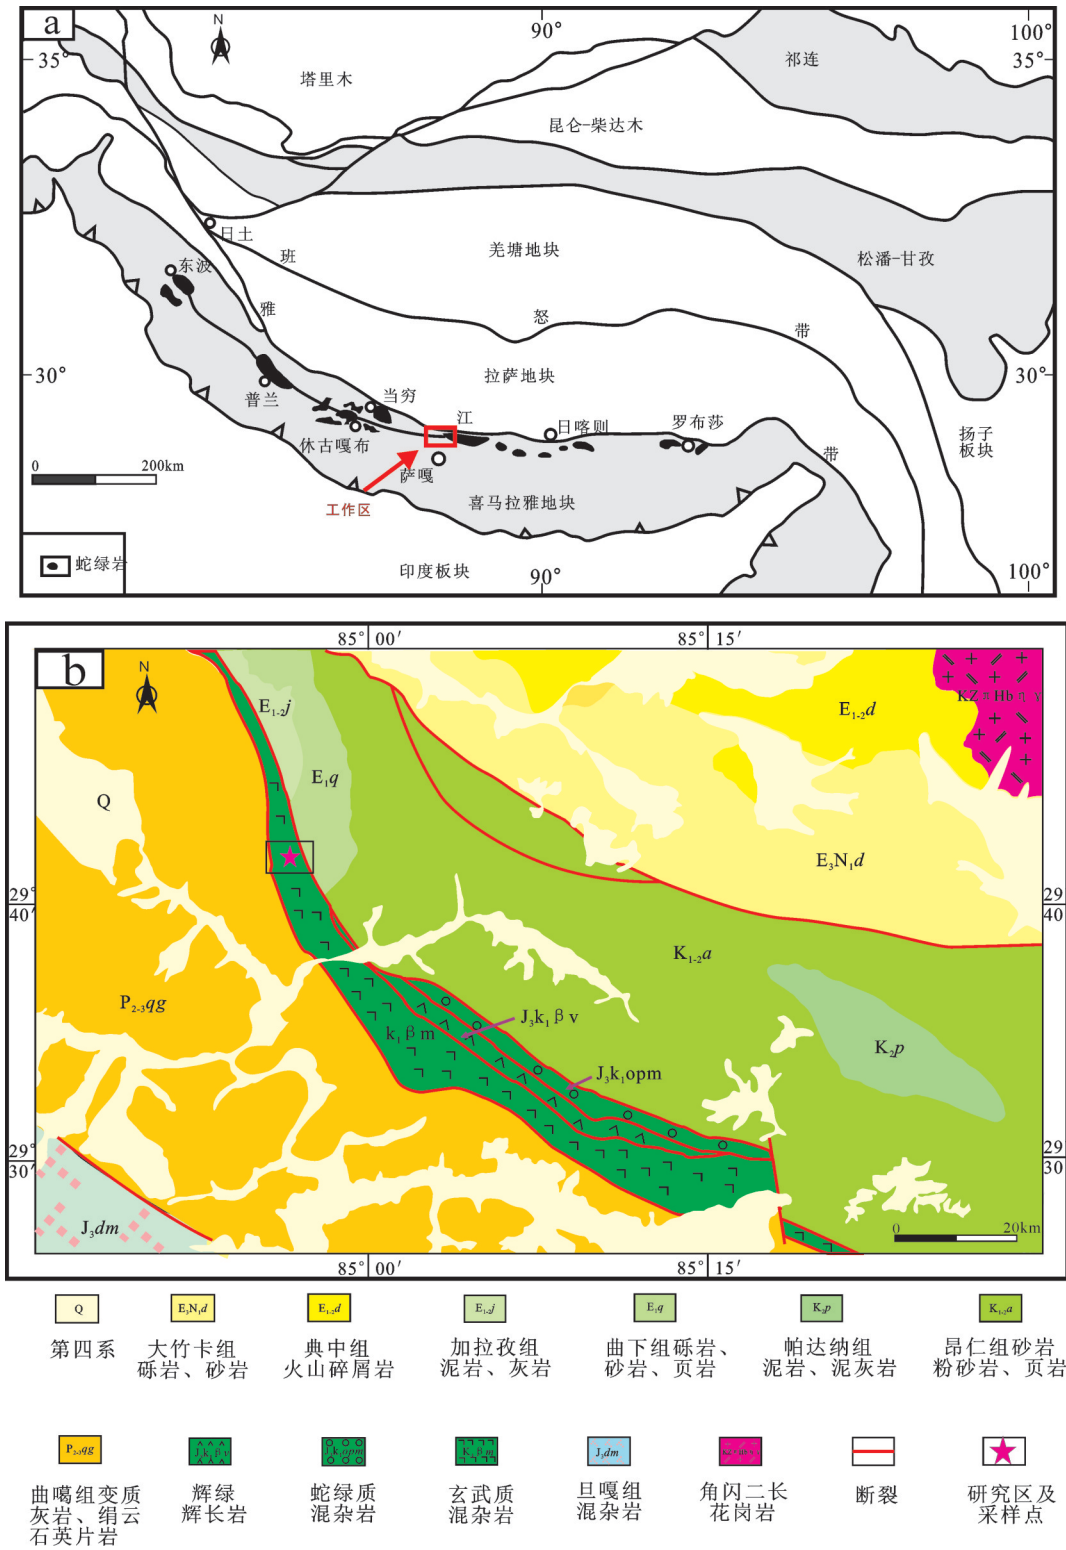 a
N
90°
100°
35°
35°
塔里木
祁连
昆仑-柴达木
日土
班
羌塘地块
松潘-甘孜
东波
雅
怒
带
30°
30°
拉萨地块
普兰
当穷
江
日喀则
罗布莎
扬子
板块
休古嘎布
萨嘎
带
0
200km
工作区
喜马拉雅地块
蛇绿岩
印度板块
90°
100°
85° 00′
85° 15′
b
N
E₁₋₂j
E₁₋₂d
E₁q
Q
E₃N₁d
29°
40′
29°
40′
K₁₋₂a
P₂₋₃qg
J₃k₁βν
k₁βm
K₂p
J₃k₁opm
29°
30′
29°
30′
J₃dm
0
20km
85° 00′
85° 15′
Q
E₃N₁d
E₁₋₂d
E₁₋₂j
E₁q
K₂p
K₁₋₂a
第四系
大竹卡组
砾岩、砂岩
典中组
火山碎屑岩
加拉孜组
泥岩、灰岩
曲下组砾岩、
砂岩、页岩
帕达纳组
泥岩、泥灰岩
昂仁组砂岩
粉砂岩、页岩
P₂₋₃qg
J₃k₁βν
J₃k₁opm
K₁βm
J₃dm
曲噶组变质
灰岩、绢云
石英片岩
辉绿
辉长岩
蛇绿质
混杂岩
玄武质
混杂岩
旦嘎组
混杂岩
角闪二长
花岗岩
断裂
研究区及
采样点